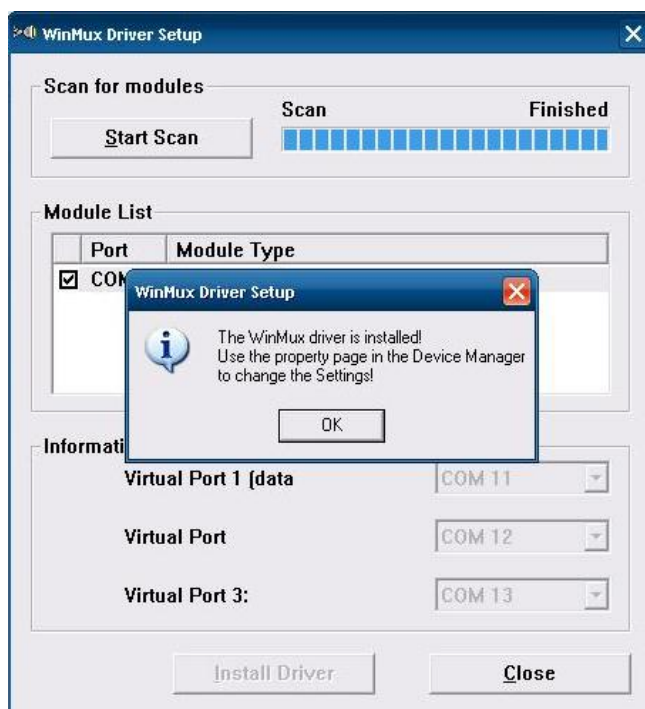 WinMux Driver Setup
Scan for modules
Start Scan
Scan Finished
Module List
Port Module Type
WinMux Driver Setup
The WinMux driver is installed!
Use the property page in the Device Manager
to change the Settings!
OK
Virtual Port 1 (data
COM 11
Virtual Port
COM 12
Virtual Port 3:
COM 13
Install Driver
Close